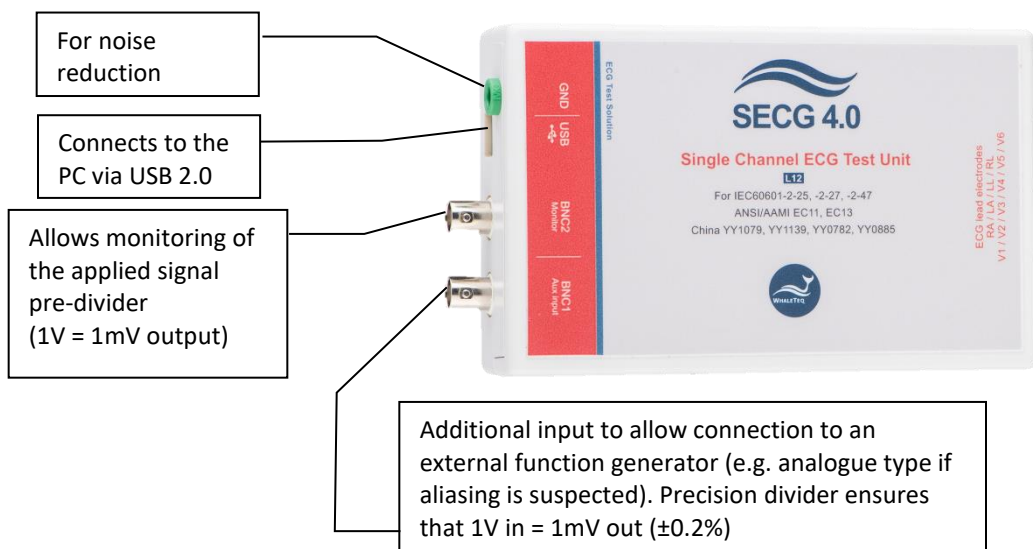 For noise
reduction
Connects to the
PC via USB 2.0
Allows monitoring of
the applied signal
pre-divider
(1V = 1mV output)
GND
USB
BNC2
Monitor
BNC1
Aux input
ECG Test Solution
SECG 4.0
Single Channel ECG Test Unit
L12
For IEC60601-2-25, -2-27, -2-47
ANSI/AAMI EC11, EC13
China YY1079, YY1139, YY0782, YY0885
WHALETEQ
ECG lead electrodes
RA / LA / LL / RL
V1 / V2 / V3 / V4 / V5 / V6
Additional input to allow connection to an
external function generator (e.g. analogue type if
aliasing is suspected). Precision divider ensures
that 1V in = 1mV out (±0.2%)